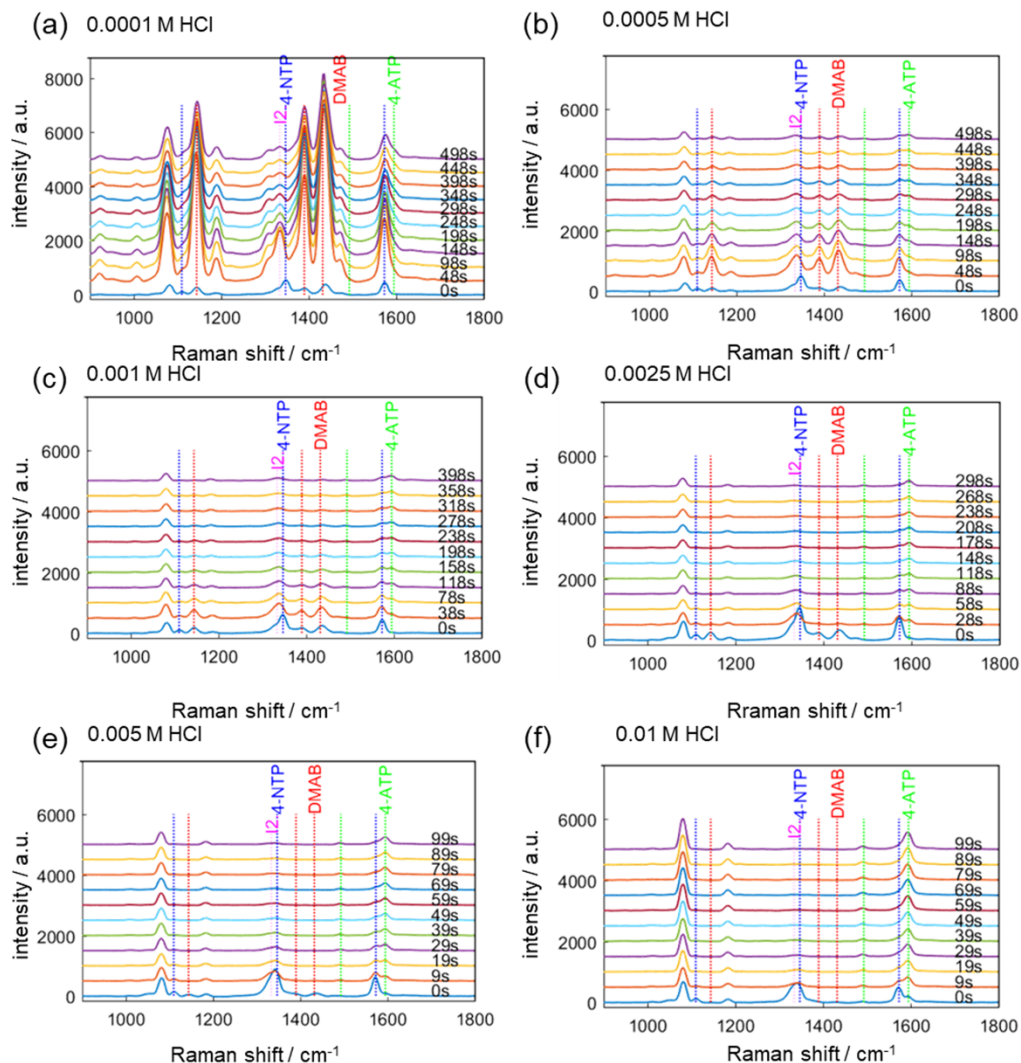 (a) 0.0001 M HCl
intensity / a.u.
8000
6000
4000
2000
0
I2
4-NTP
DMAB
4-ATP
498s
448s
398s
348s
298s
248s
198s
148s
98s
48s
0s
1000 1200 1400 1600 1800
Raman shift / cm-1
(b) 0.0005 M HCl
intensity / a.u.
6000
4000
2000
0
I2
4-NTP
DMAB
4-ATP
498s
448s
398s
348s
298s
248s
198s
148s
98s
48s
0s
1000 1200 1400 1600 1800
Raman shift / cm-1
(c) 0.001 M HCl
intensity / a.u.
6000
4000
2000
0
I2
4-NTP
DMAB
4-ATP
398s
358s
318s
278s
238s
198s
158s
118s
78s
38s
0s
1000 1200 1400 1600 1800
Raman shift / cm-1
(d) 0.0025 M HCl
intensity / a.u.
6000
4000
2000
0
I2
4-NTP
DMAB
4-ATP
298s
268s
238s
208s
178s
148s
118s
88s
58s
28s
0s
1000 1200 1400 1600 1800
Rraman shift / cm-1
(e) 0.005 M HCl
intensity / a.u.
6000
4000
2000
0
I2
4-NTP
DMAB
4-ATP
99s
89s
79s
69s
59s
49s
39s
29s
19s
9s
0s
1000 1200 1400 1600 1800
Raman shift / cm-1
(f) 0.01 M HCl
intensity / a.u.
6000
4000
2000
0
I2
4-NTP
DMAB
4-ATP
99s
89s
79s
69s
59s
49s
39s
29s
19s
9s
0s
1000 1200 1400 1600 1800
Raman shift / cm-1